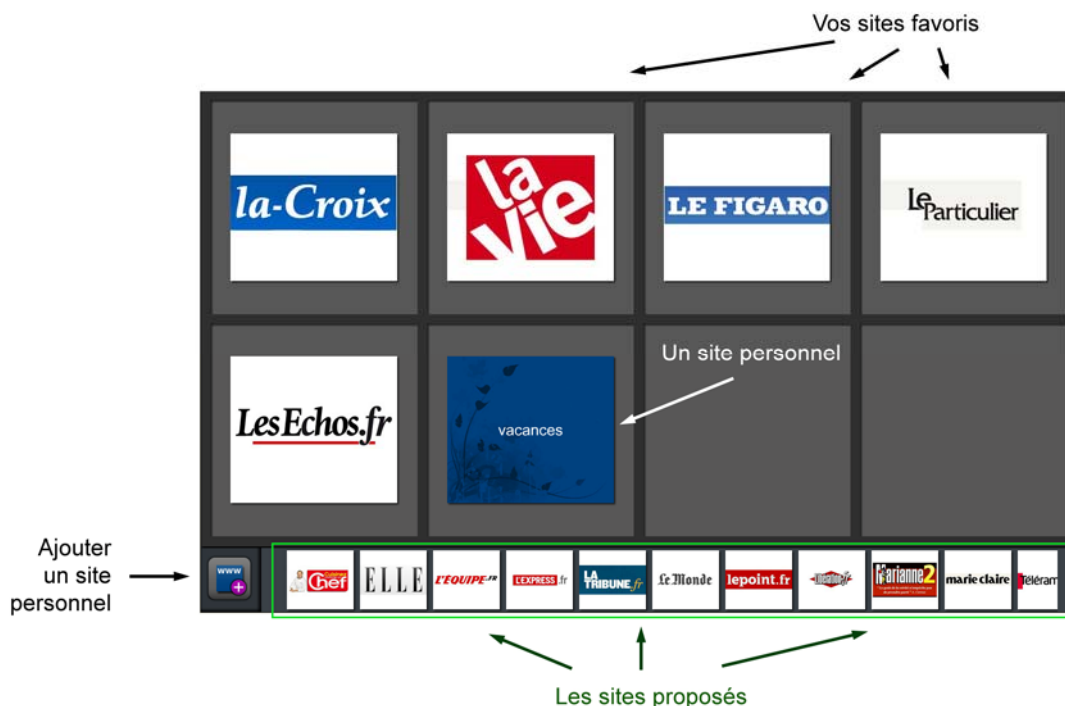 Vos sites favoris
la-Croix
la
Vie
LE FIGARO
Le
Particulier
LesEchos.fr
vacances
Un site personnel
Ajouter
un site
personnel
www
Cuisinez
Chef
ELLE
L'EQUIPE.FR
L'EXPRESS.fr
LA
TRIBUNE.fr
Le Monde
lepoint.fr
Marianne2
marie claire
Téléram
Les sites proposés